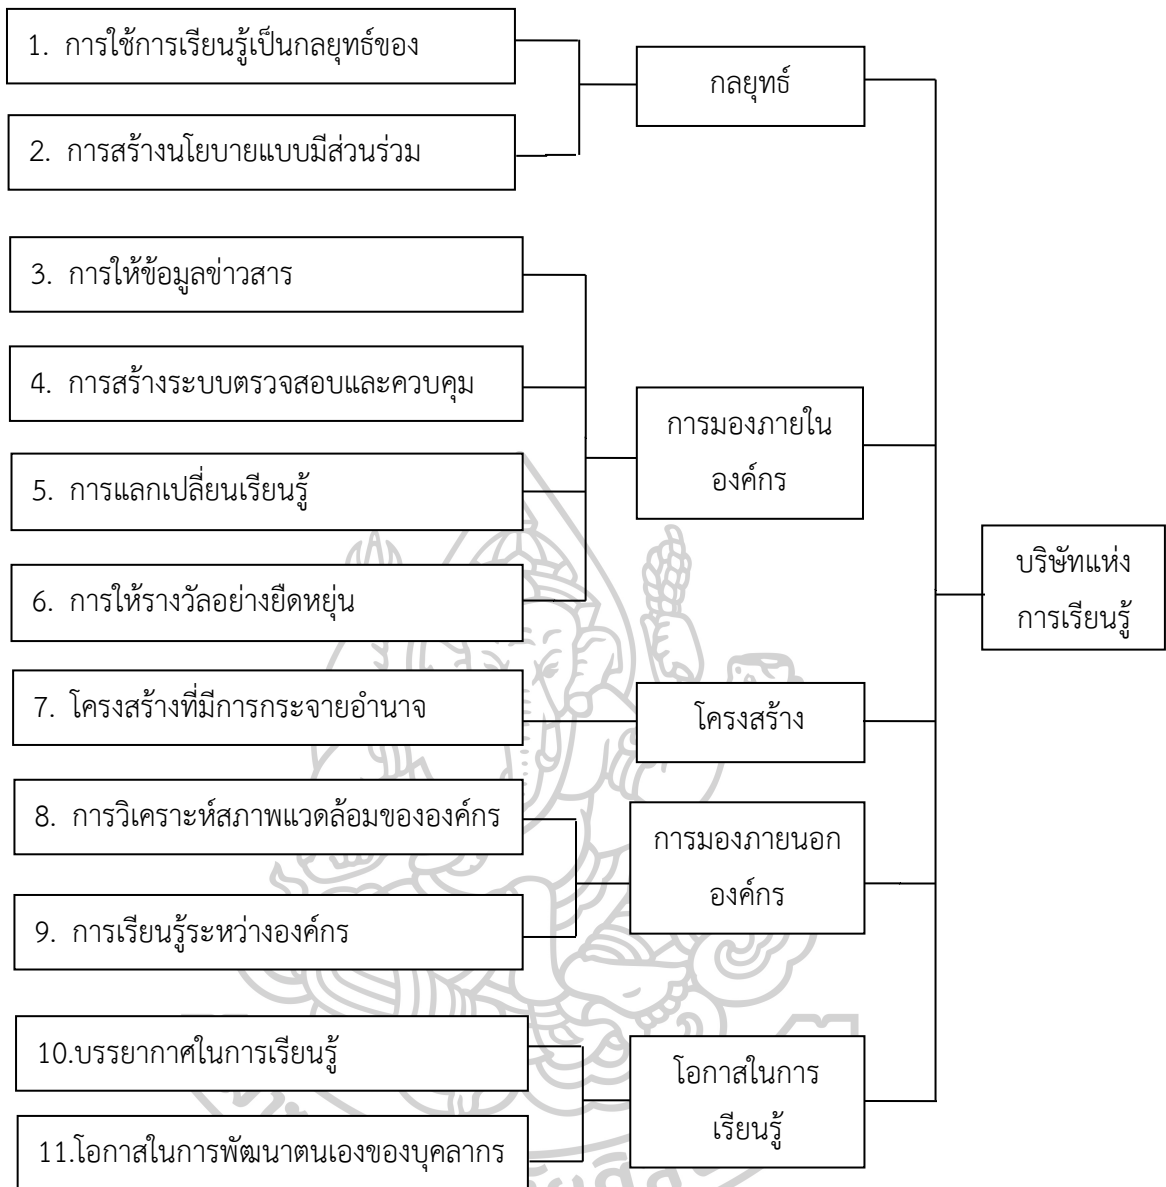 1. การใช้การเรียนรู้เป็นกลยุทธ์ของ
2. การสร้างนโยบายแบบมีส่วนร่วม
กลยุทธ์
3. การให้ข้อมูลข่าวสาร
4. การสร้างระบบตรวจสอบและควบคุม
5. การแลกเปลี่ยนเรียนรู้
6. การให้รางวัลอย่างยืดหยุ่น
การมองภายใน
องค์กร
7. โครงสร้างที่มีการกระจายอำนาจ
โครงสร้าง
8. การวิเคราะห์สภาพแวดล้อมขององค์กร
9. การเรียนรู้ระหว่างองค์กร
การมองภายนอก
องค์กร
10.บรรยากาศในการเรียนรู้
11.โอกาสในการพัฒนาตนเองของบุคลากร
โอกาสในการ
เรียนรู้
บริษัทแห่ง
การเรียนรู้